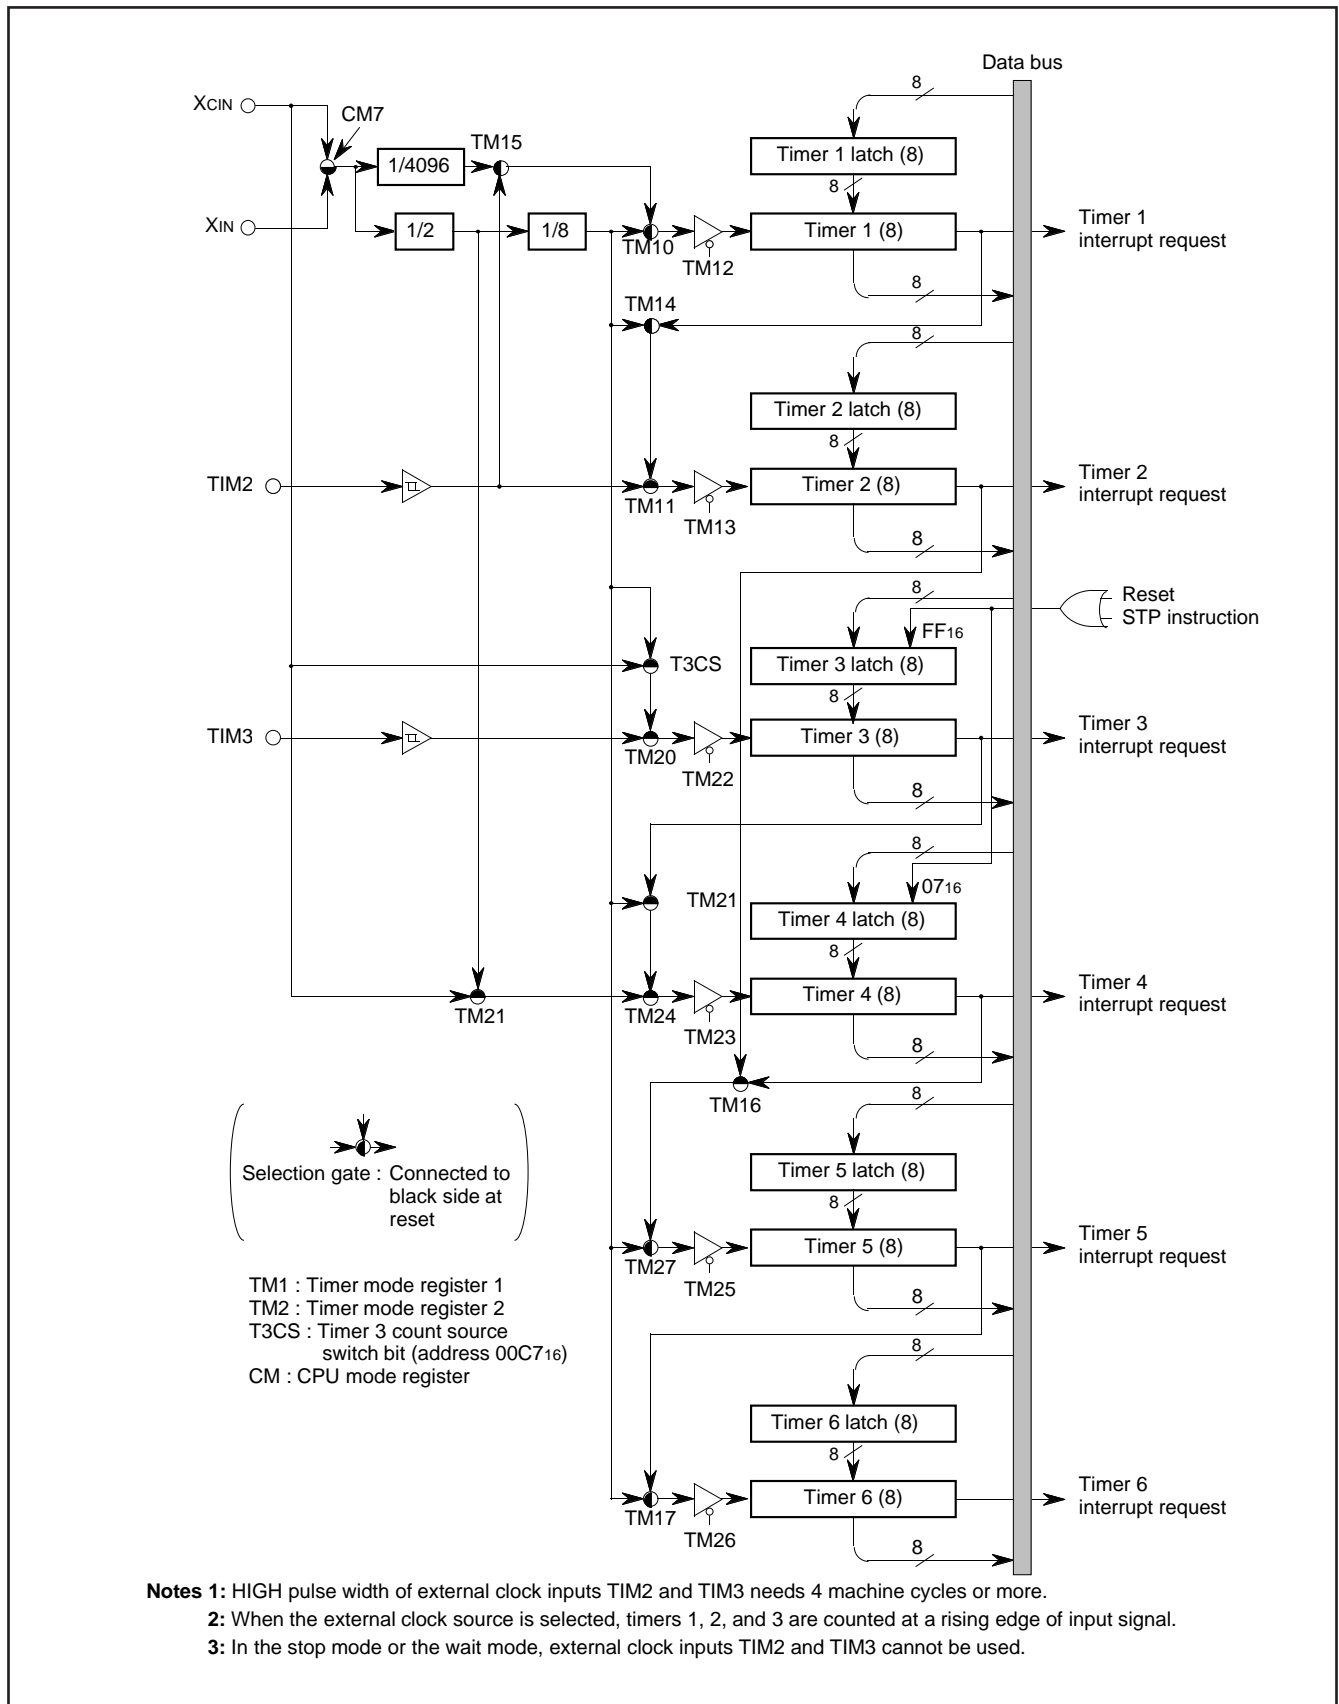 Data bus
8
XCIN
CM7
TM15
1/4096
Timer 1 latch (8)
8
XIN
1/2
1/8
TM10
TM12
Timer 1 (8)
Timer 1
interrupt request
8
TM14
8
Timer 2 latch (8)
8
TIM2
TM11
TM13
Timer 2 (8)
Timer 2
interrupt request
8
8
Reset
STP instruction
FF16
T3CS
Timer 3 latch (8)
8
TIM3
TM20
TM22
Timer 3 (8)
Timer 3
interrupt request
8
8
0716
TM21
Timer 4 latch (8)
8
TM21
TM24
TM23
Timer 4 (8)
Timer 4
interrupt request
8
TM16
8
Selection gate : Connected to
black side at
reset
Timer 5 latch (8)
8
TM27
TM25
Timer 5 (8)
Timer 5
interrupt request
8
TM1 : Timer mode register 1
TM2 : Timer mode register 2
T3CS : Timer 3 count source
switch bit (address 00C716)
CM : CPU mode register
8
Timer 6 latch (8)
8
TM17
TM26
Timer 6 (8)
Timer 6
interrupt request
8
Notes 1: HIGH pulse width of external clock inputs TIM2 and TIM3 needs 4 machine cycles or more.
2: When the external clock source is selected, timers 1, 2, and 3 are counted at a rising edge of input signal.
3: In the stop mode or the wait mode, external clock inputs TIM2 and TIM3 cannot be used.